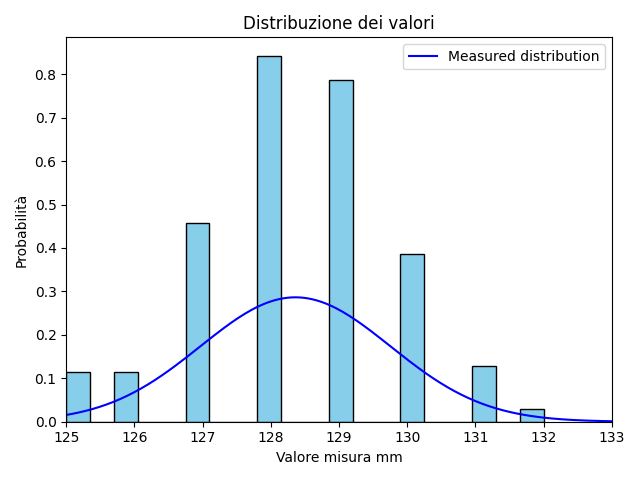 Distribuzione dei valori
Measured distribution
Probabilità
0.8
0.7
0.6
0.5
0.4
0.3
0.2
0.1
0.0
125 126 127 128 129 130 131 132 133
Valore misura mm